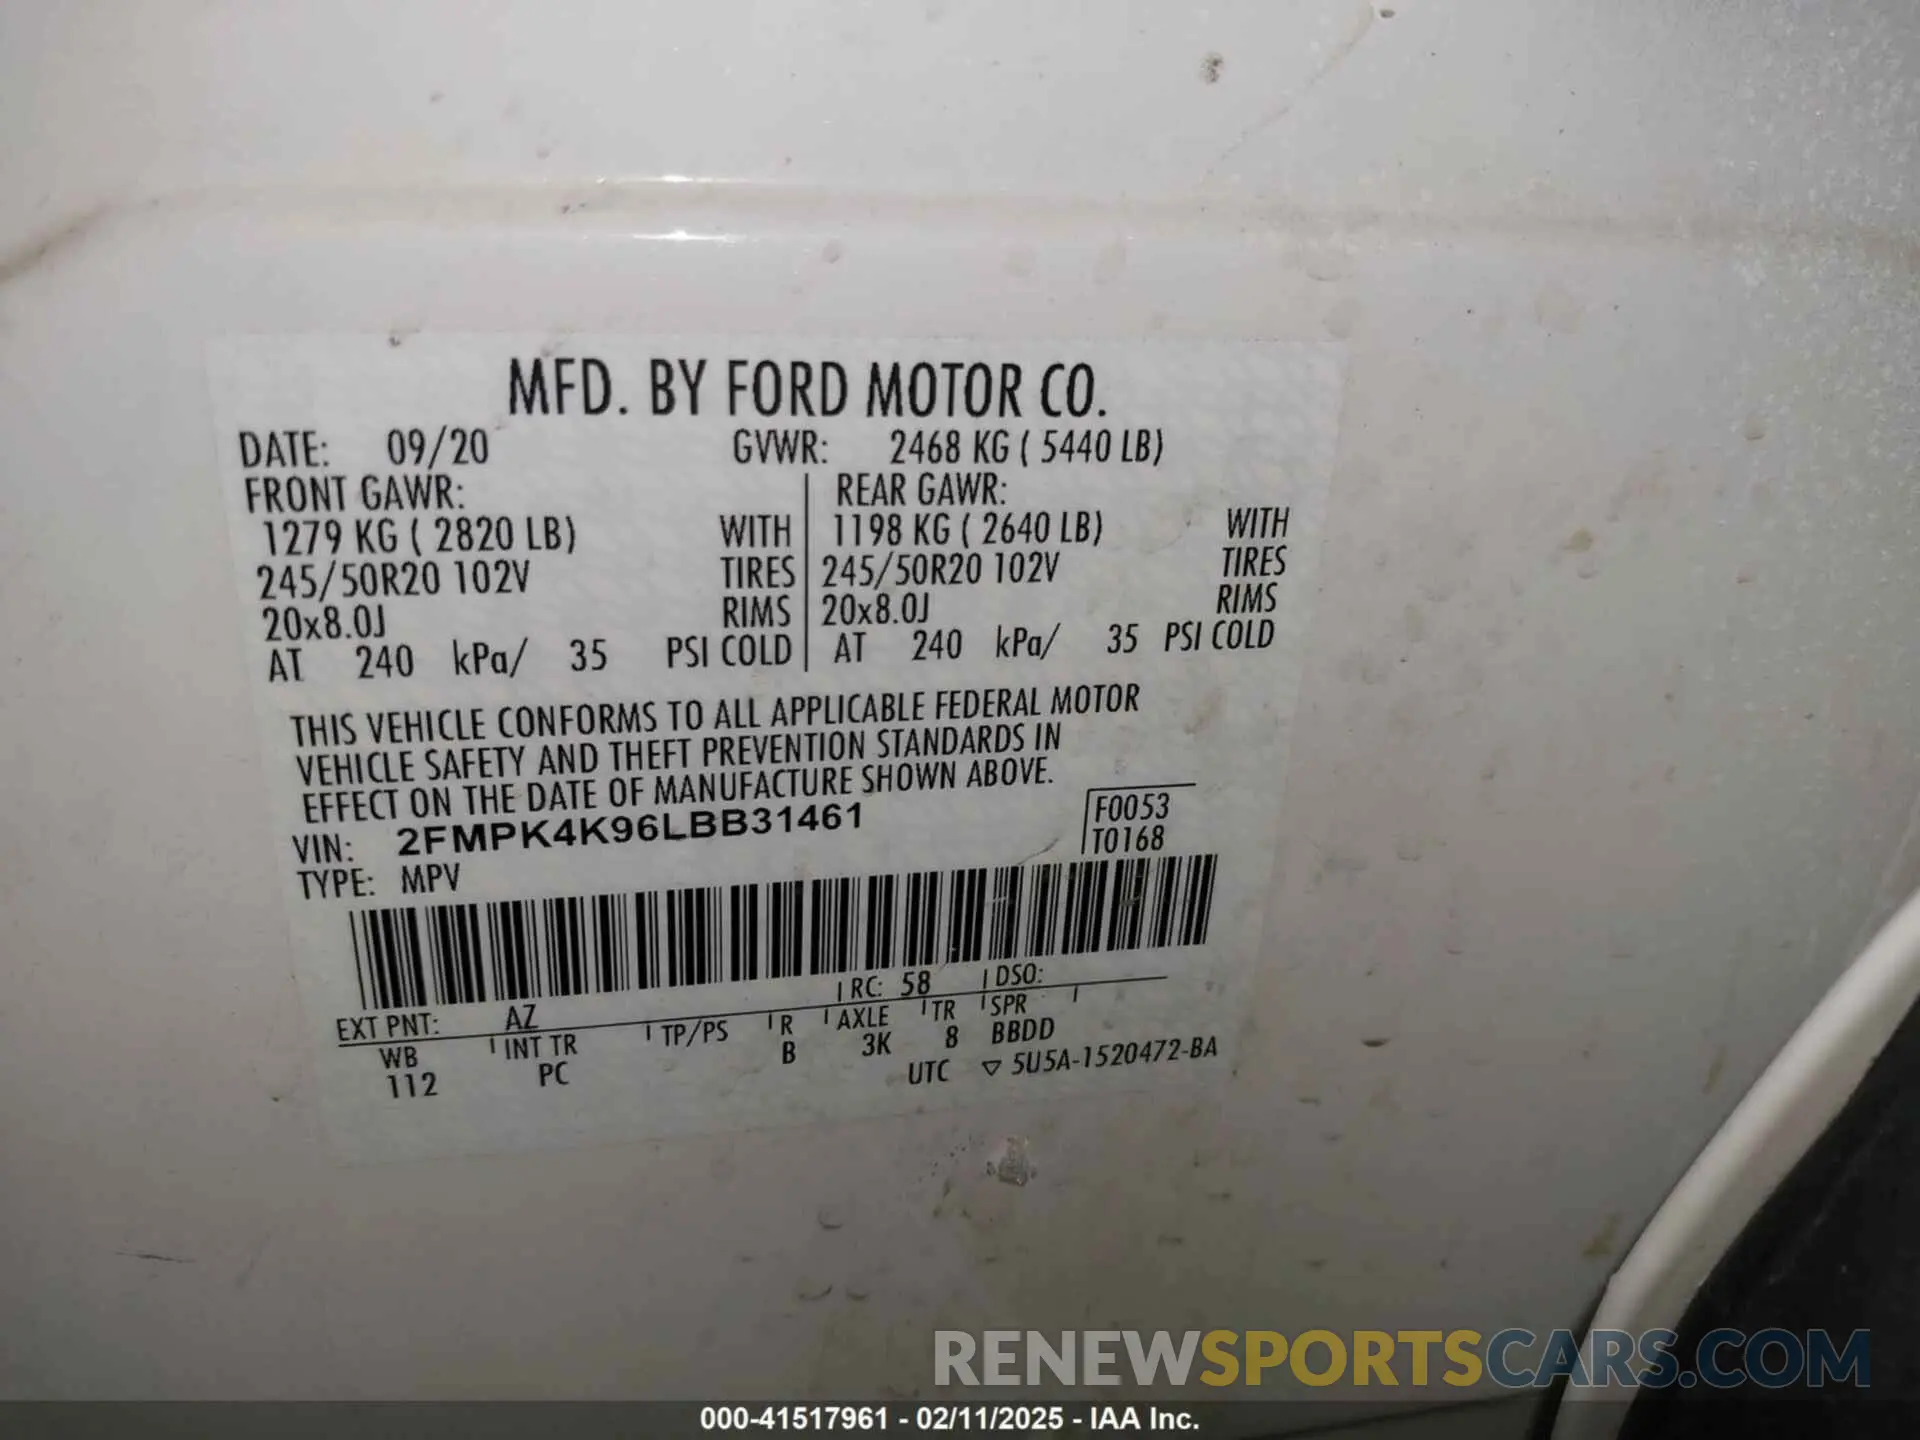 MFD. BY FORD MOTOR CO.
DATE: 09/20 GVWR: 2468 KG ( 5440 LB)
FRONT GAWR: REAR GAWR:
1279 KG ( 2820 LB) WITH 1198 KG ( 2640 LB) WITH
245/50R20 102V TIRES 245/50R20 102V TIRES
20x8.0J RIMS 20x8.0J RIMS
AT 240 kPa/ 35 PSI COLD AT 240 kPa/ 35 PSI COLD
THIS VEHICLE CONFORMS TO ALL APPLICABLE FEDERAL MOTOR
VEHICLE SAFETY AND THEFT PREVENTION STANDARDS IN
EFFECT ON THE DATE OF MANUFACTURE SHOWN ABOVE.
VIN: 2FMPK4K96LBB31461 F0053
TYPE: MPV T0168
EXT PNT: AZ RC: 58 DSO:
WB INT TR TP/PS R AXLE TR SPR
112 PC B 3K 8 BBDD
UTC ▽ 5U5A-1520472-BA
RENEWSPORTSCARS.COM
000-41517961 - 02/11/2025 - IAA Inc.